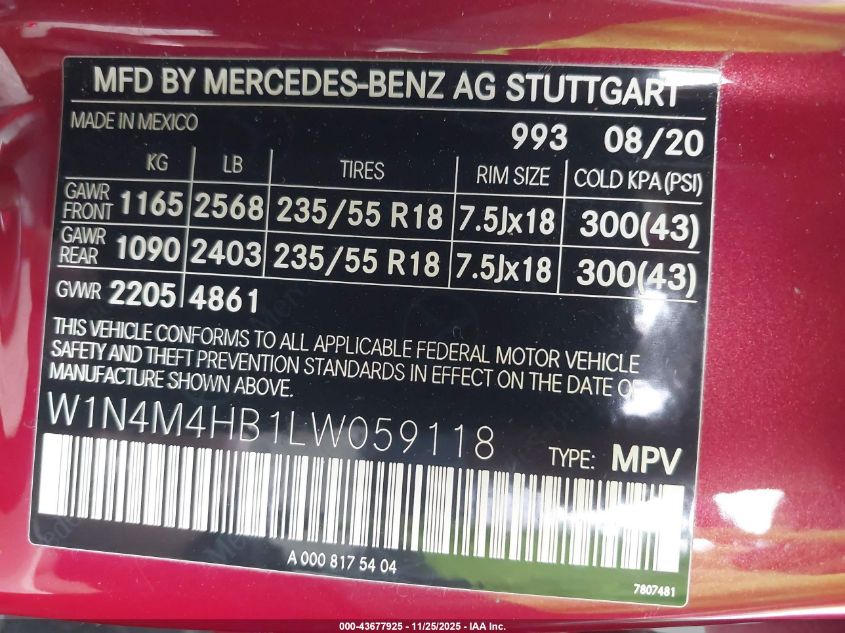 MFD BY MERCEDES-BENZ AG STUTTGART
MADE IN MEXICO 993 08/20
KG LB TIRES RIM SIZE COLD KPA(PSI)
GAWR FRONT 1165 2568 235/55 R18 7.5Jx18 300(43)
GAWR REAR 1090 2403 235/55 R18 7.5Jx18 300(43)
GVWR 2205 4861
THIS VEHICLE CONFORMS TO ALL APPLICABLE FEDERAL MOTOR VEHICLE
SAFETY AND THEFT PREVENTION STANDARDS IN EFFECT ON THE DATE OF
MANUFACTURE SHOWN ABOVE.
W1N4M4HB1LW059118 TYPE: MPV
A 000 817 54 04
7807481
000-43677925 - 11/25/2025 - IAA Inc.